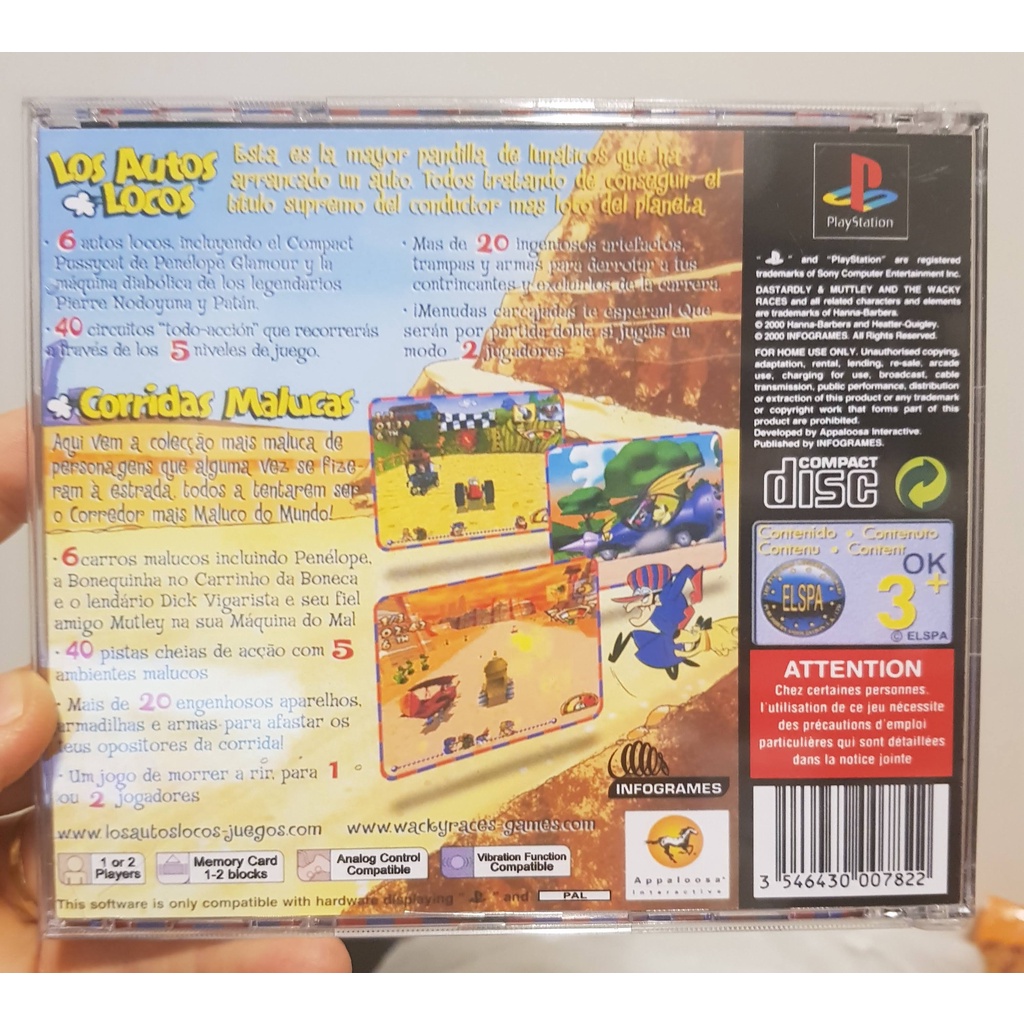 Los Autos Locos
Esta es la mayor pandilla de lunáticos que ha
arrancado un auto. Todos tratando de conseguir el
título supremo del conductor mas loco del planeta.
· 6 autos locos, incluyendo el Compact
Pussycat de Penélope Glamour y la
máquina diabólica de los legendarios
Pierre Nodoyuna y Patán.
· 40 circuitos "todo-acción" que recorrerás
a través de los 5 niveles de juego.
· Mas de 20 ingeniosos artefactos,
trampas y armas para derrotar a tus
contrincantes y excluirlos de la carrera.
· ¡Menudas carcajadas te esperan! Que
serán por partida doble si jugáis en
modo 2 jugadores
Corridas Malucas
Aqui vem a colecção mais maluca de
personagens que alguma vez se fize-
ram à estrada, todos a tentarem ser
o Corredor mais Maluco do Mundo!
· 6 carros malucos incluindo Penélope,
a Bonequinha no Carrinho da Boneca
e o lendário Dick Vigarista e seu fiel
amigo Mutley na sua Máquina do Mal
· 40 pistas cheias de acção com 5
ambientes malucos
· Mais de 20 engenhosos aparelhos,
armadilhas e armas para afastar os
teus opositores da corrida!
· Um jogo de morrer a rir, para 1
ou 2 jogadores
www.losautoslocos-juegos.com www.wackyraces-games.com
1 or 2 Players
Memory Card 1-2 blocks
Analog Control Compatible
Vibration Function Compatible
This software is only compatible with hardware displaying " " and PAL
INFOGRAMES
Appaloosa
Interactive
PlayStation
" " and "PlayStation" are registered
trademarks of Sony Computer Entertainment Inc.
DASTARDLY & MUTTLEY AND THE WACKY
RACES and all related characters and elements
are trademarks of Hanna-Barbera.
© 2000 Hanna-Barbera and Heatter-Quigley.
© 2000 INFOGRAMES. All Rights Reserved.
FOR HOME USE ONLY. Unauthorised copying,
adaptation, rental, lending, re-sale, arcade
use, charging for use, broadcast, cable
transmission, public performance, distribution
or extraction of this product or any trademark
or copyright work that forms part of this
product are prohibited.
Developed by Appaloosa Interactive.
Published by INFOGRAMES.
COMPACT
disc
Contenido · Contenuto
Contenu · Content
OK
3+
ELSPA
© ELSPA
ATTENTION
Chez certaines personnes,
l'utilisation de ce jeu nécessite
des précautions d'emploi
particulières qui sont détaillées
dans la notice jointe
3 546430 007822